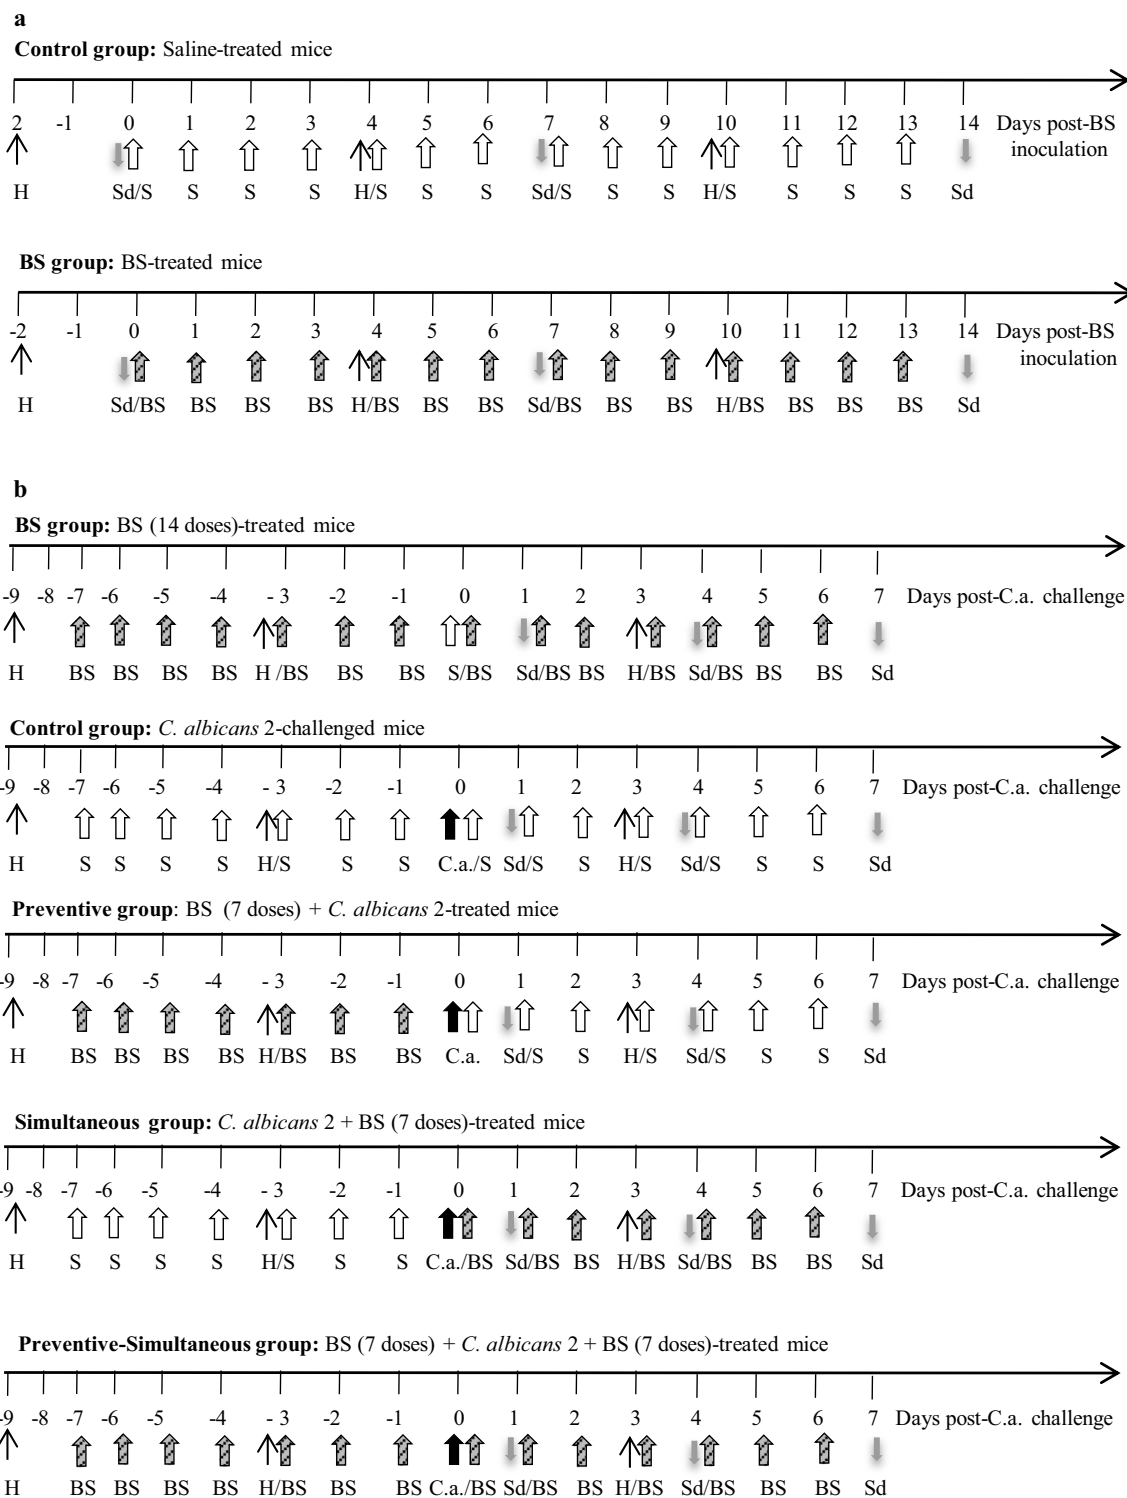 a
Control group: Saline-treated mice
2 -1 0 1 2 3 4 5 6 7 8 9 10 11 12 13 14 Days post-BS
inoculation
H Sd/S S S S H/S S S Sd/S S S H/S S S S Sd
BS group: BS-treated mice
-2 -1 0 1 2 3 4 5 6 7 8 9 10 11 12 13 14 Days post-BS
inoculation
H Sd/BS BS BS BS H/BS BS BS Sd/BS BS BS H/BS BS BS BS Sd
b
BS group: BS (14 doses)-treated mice
-9 -8 -7 -6 -5 -4 - 3 -2 -1 0 1 2 3 4 5 6 7 Days post-C.a. challenge
H BS BS BS BS H /BS BS BS S/BS Sd/BS BS H/BS Sd/BS BS BS Sd
Control group: C. albicans 2-challenged mice
-9 -8 -7 -6 -5 -4 - 3 -2 -1 0 1 2 3 4 5 6 7 Days post-C.a. challenge
H S S S S H/S S S C.a./S Sd/S S H/S Sd/S S S Sd
Preventive group: BS (7 doses) + C. albicans 2-treated mice
-9 -8 -7 -6 -5 -4 - 3 -2 -1 0 1 2 3 4 5 6 7 Days post-C.a. challenge
H BS BS BS BS H/BS BS BS C.a. Sd/S S H/S Sd/S S S Sd
Simultaneous group: C. albicans 2 + BS (7 doses)-treated mice
-9 -8 -7 -6 -5 -4 - 3 -2 -1 0 1 2 3 4 5 6 7 Days post-C.a. challenge
H S S S S H/S S S C.a./BS Sd/BS BS H/BS Sd/BS BS BS Sd
Preventive-Simultaneous group: BS (7 doses) + C. albicans 2 + BS (7 doses)-treated mice
-9 -8 -7 -6 -5 -4 - 3 -2 -1 0 1 2 3 4 5 6 7 Days post-C.a. challenge
H BS BS BS BS H/BS BS BS C.a./BS Sd/BS BS H/BS Sd/BS BS BS Sd